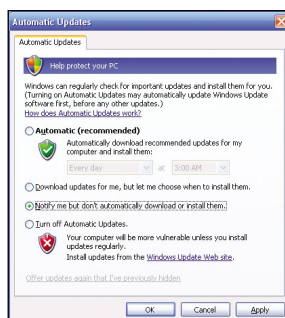 Automatic Updates
Automatic Updates
Help protect your PC
Windows can regularly check for important updates and install them for you.
(Turning on Automatic Updates may automatically update Windows Update
software first, before any other updates.)
How does Automatic Updates work?
Automatic (recommended)
Automatically download recommended updates for my
computer and install them:
Every day at 3:00 AM
Download updates for me, but let me choose when to install them.
Notify me but don't automatically download or install them.
Turn off Automatic Updates.
Your computer will be more vulnerable unless you install
updates regularly.
Install updates from the Windows Update Web site.
Offer updates again that I've previously hidden
OK Cancel Apply